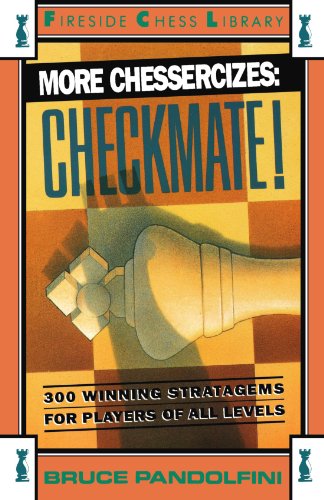 FIRESIDE CHESS LIBRARY
MORE CHESSERCIZES:
CHECKMATE!
300 WINNING STRATAGEMS
FOR PLAYERS OF ALL LEVELS
BRUCE PANDOLFINI